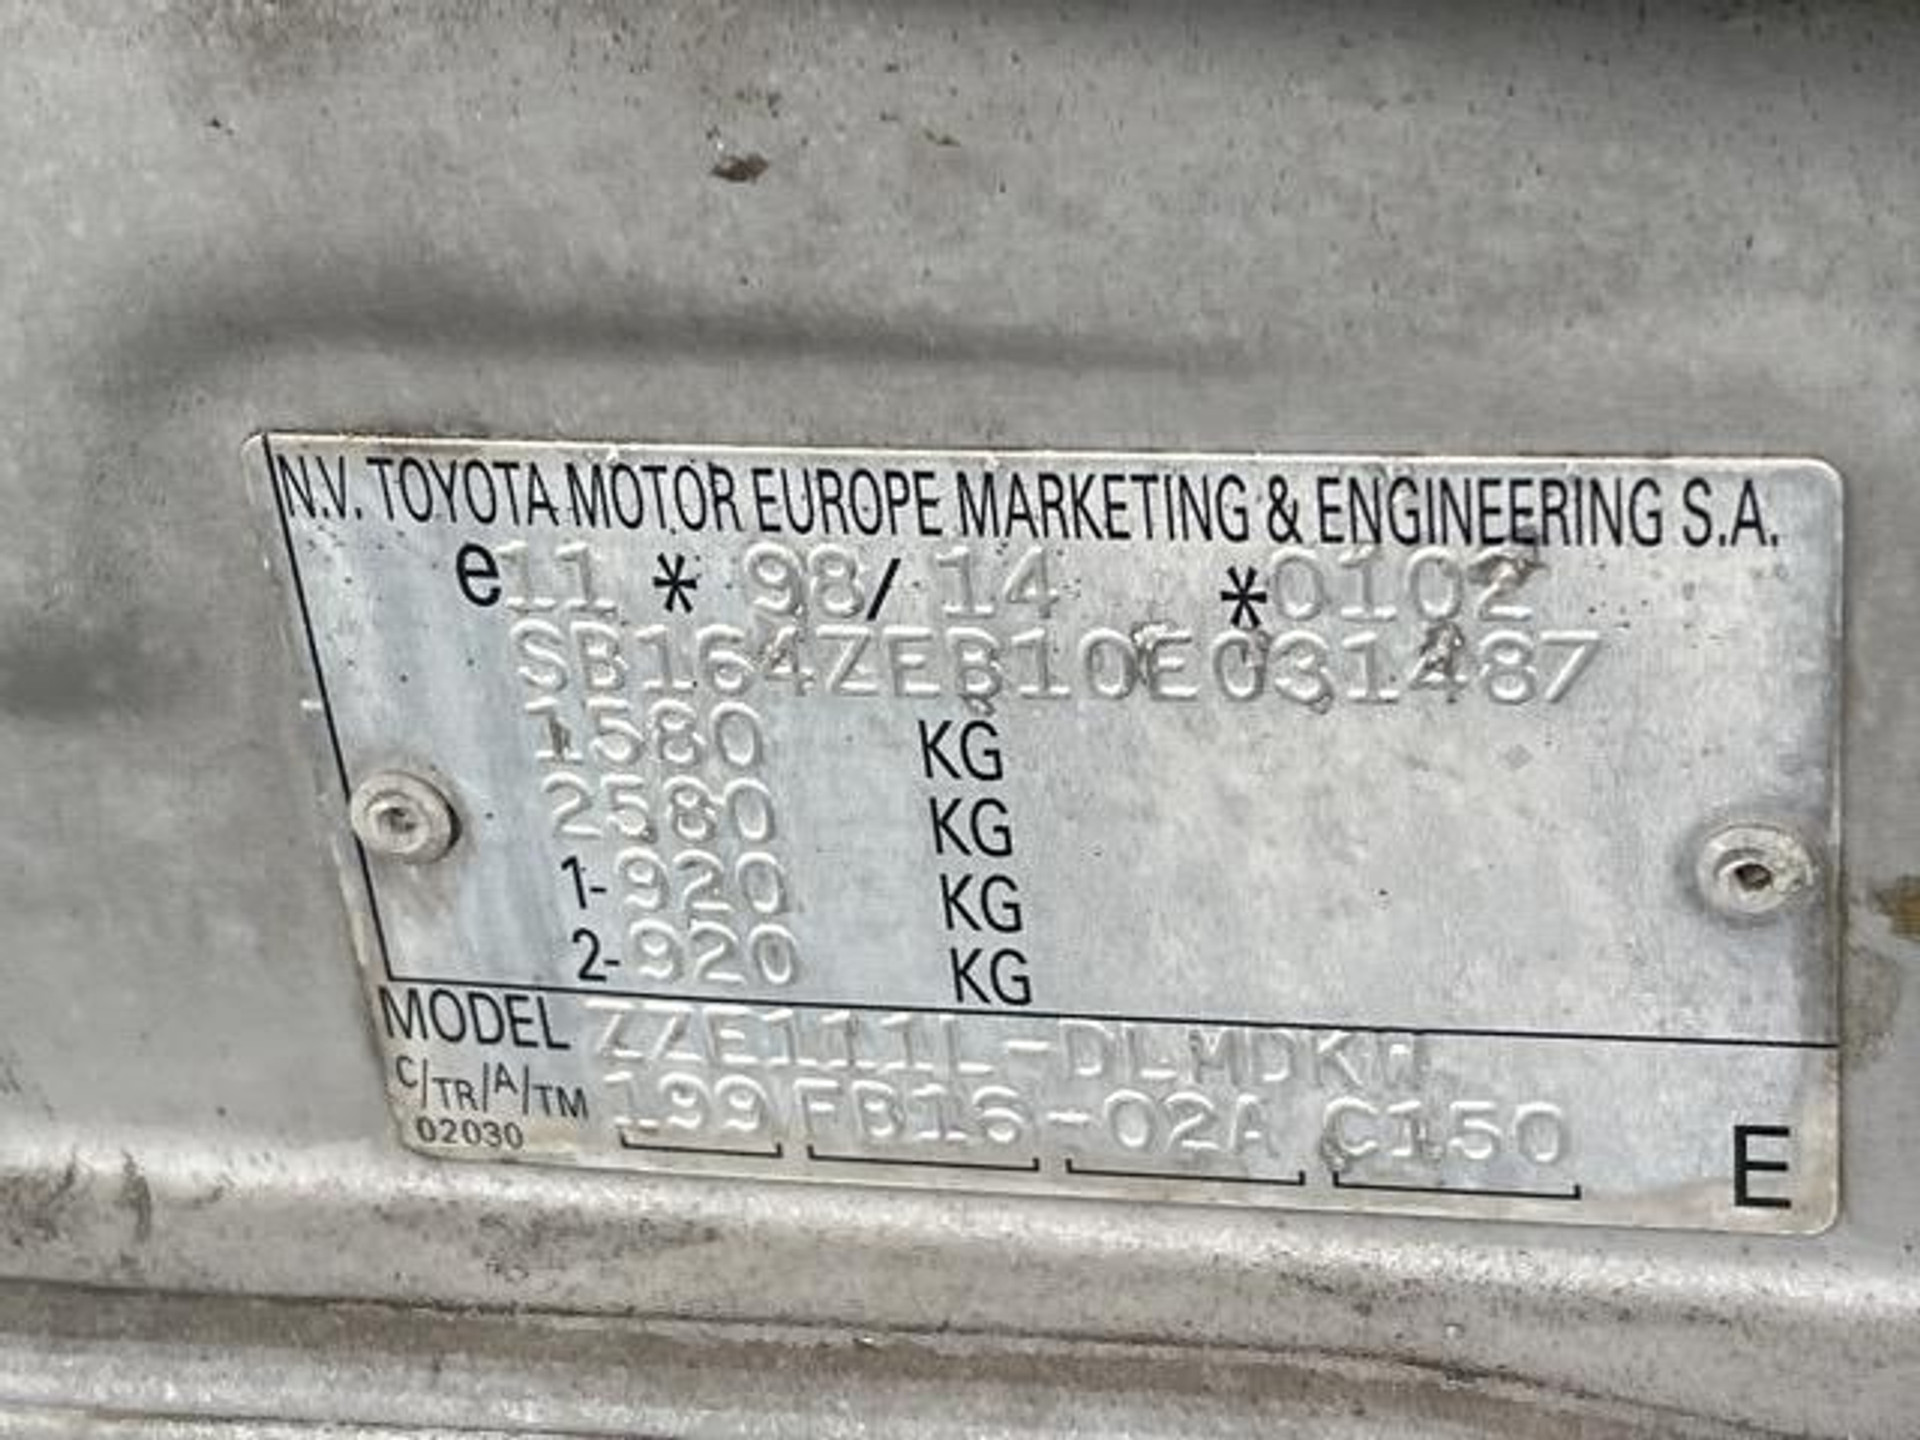 N.V. TOYOTA MOTOR EUROPE MARKETING & ENGINEERING S.A.
e11 * 98/14 *0102
SB164ZEB10E031487
1580 KG
2580 KG
1-920 KG
2-920 KG
MODEL ZZE111L-DLMDKW
C/TR/A/TM 199 FB16-02A C150
02030
E